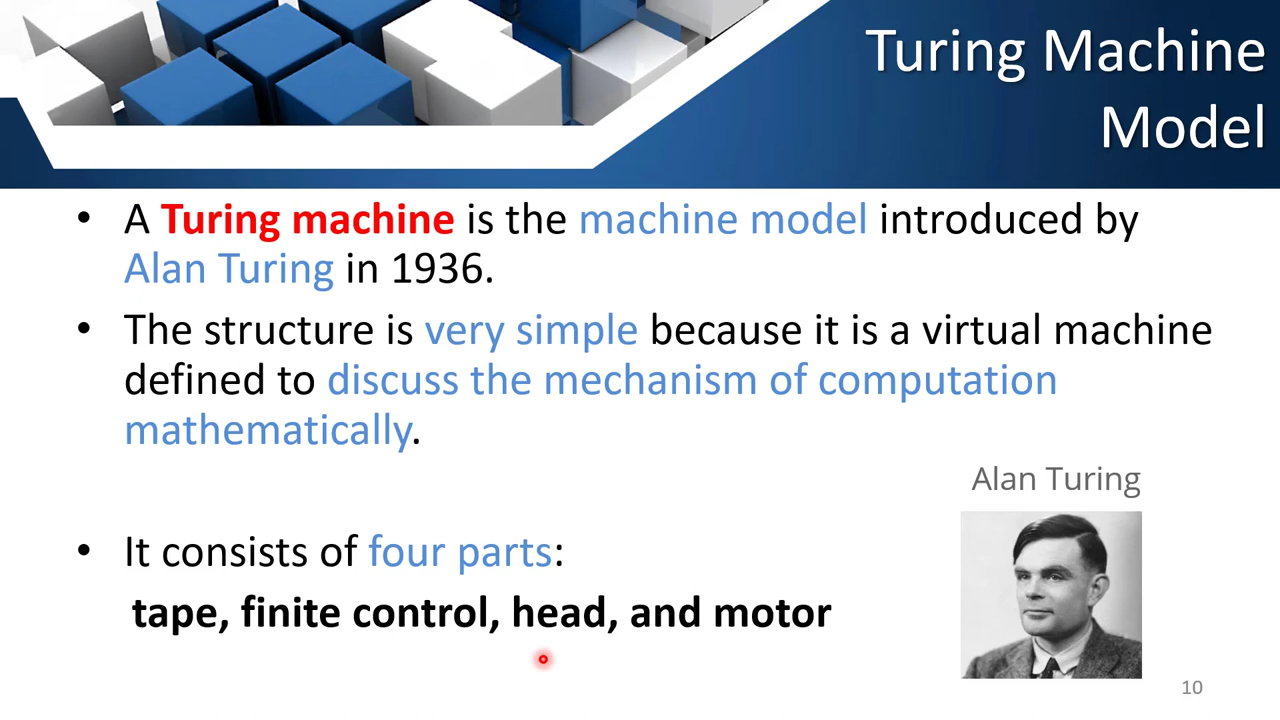 Turing Machine
Model
• A Turing machine is the machine model introduced by
Alan Turing in 1936.
• The structure is very simple because it is a virtual machine
defined to discuss the mechanism of computation
mathematically.
Alan Turing
• It consists of four parts:
tape, finite control, head, and motor
10